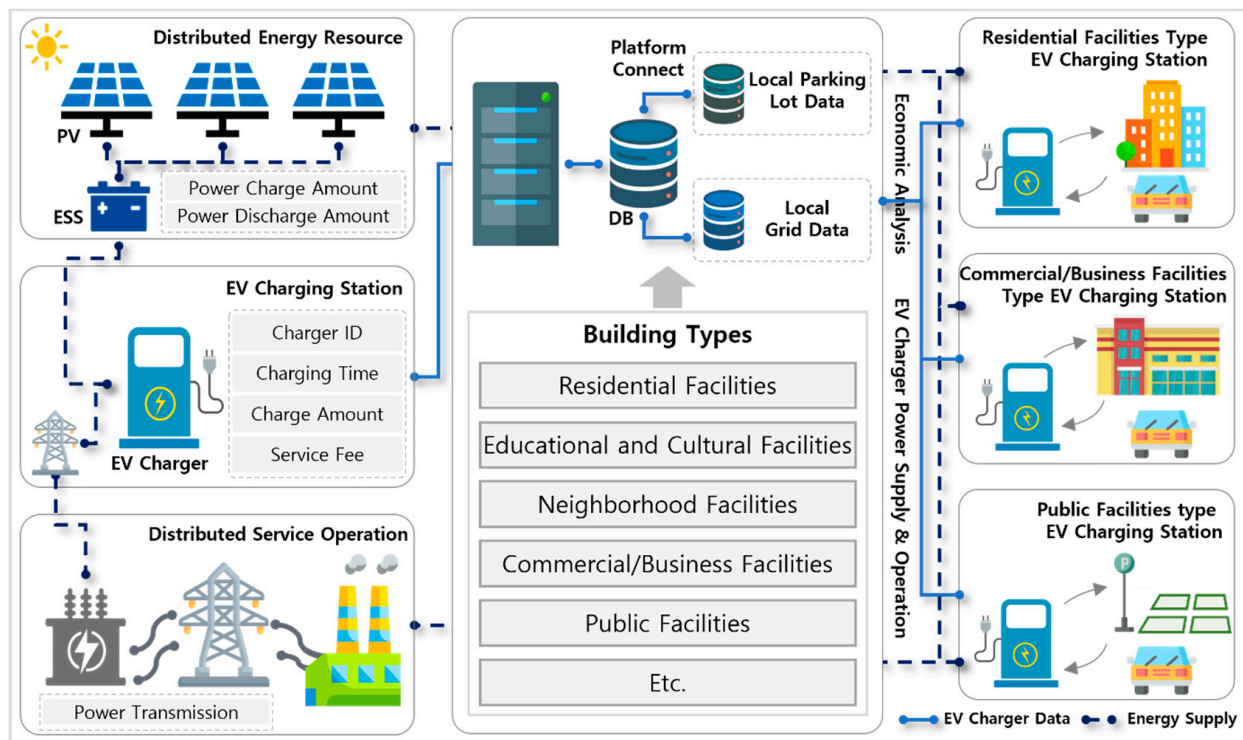 Distributed Energy Resource
PV
ESS
Power Charge Amount
Power Discharge Amount
EV Charging Station
Charger ID
Charging Time
Charge Amount
Service Fee
EV Charger
Distributed Service Operation
Power Transmission
Platform
Connect
DB
Local Parking
Lot Data
Local
Grid Data
Building Types
Residential Facilities
Educational and Cultural Facilities
Neighborhood Facilities
Commercial/Business Facilities
Public Facilities
Etc.
Economic Analysis
EV Charger Power Supply & Operation
Residential Facilities Type
EV Charging Station
Commercial/Business Facilities
Type EV Charging Station
Public Facilities type
EV Charging Station
P
EV Charger Data
Energy Supply